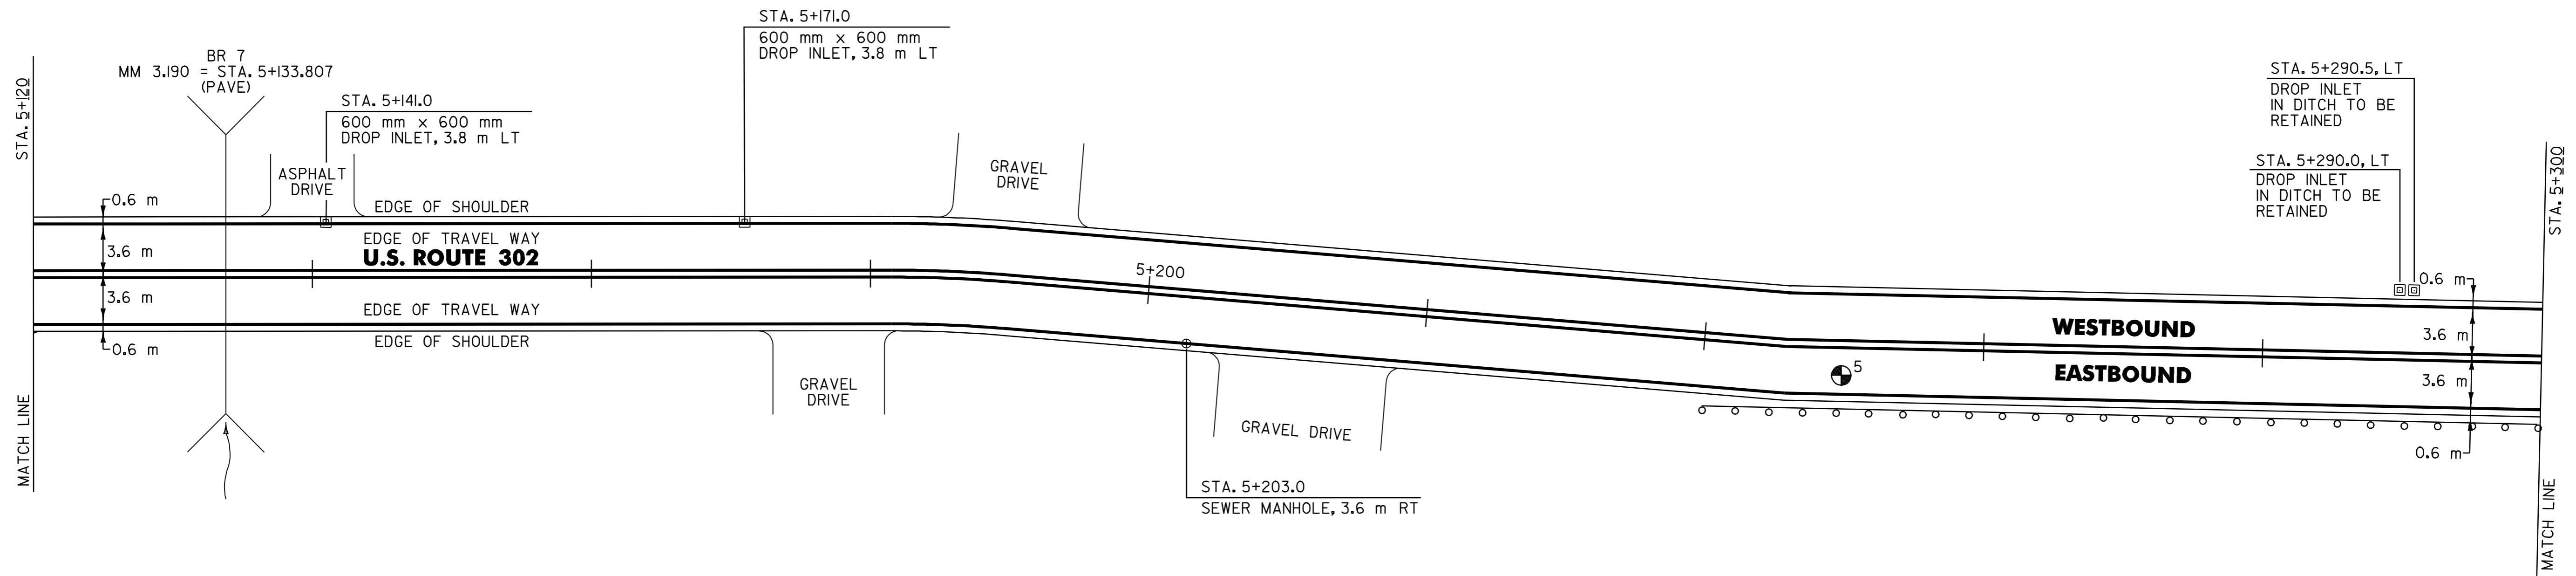 STA. 5+120
MATCH LINE
BR 7
MM 3.190 = STA. 5+133.807
(PAVE)
STA. 5+141.0
600 mm x 600 mm
DROP INLET, 3.8 m LT
ASPHALT
DRIVE
STA. 5+171.0
600 mm x 600 mm
DROP INLET, 3.8 m LT
GRAVEL
DRIVE
STA. 5+290.5, LT
DROP INLET
IN DITCH TO BE
RETAINED
STA. 5+290.0, LT
DROP INLET
IN DITCH TO BE
RETAINED
STA. 5+300
MATCH LINE
0.6 m
3.6 m
3.6 m
0.6 m
EDGE OF SHOULDER
EDGE OF TRAVEL WAY
U.S. ROUTE 302
EDGE OF TRAVEL WAY
EDGE OF SHOULDER
5+200
GRAVEL
DRIVE
GRAVEL DRIVE
STA. 5+203.0
SEWER MANHOLE, 3.6 m RT
5
WESTBOUND
EASTBOUND
0.6 m
3.6 m
3.6 m
0.6 m